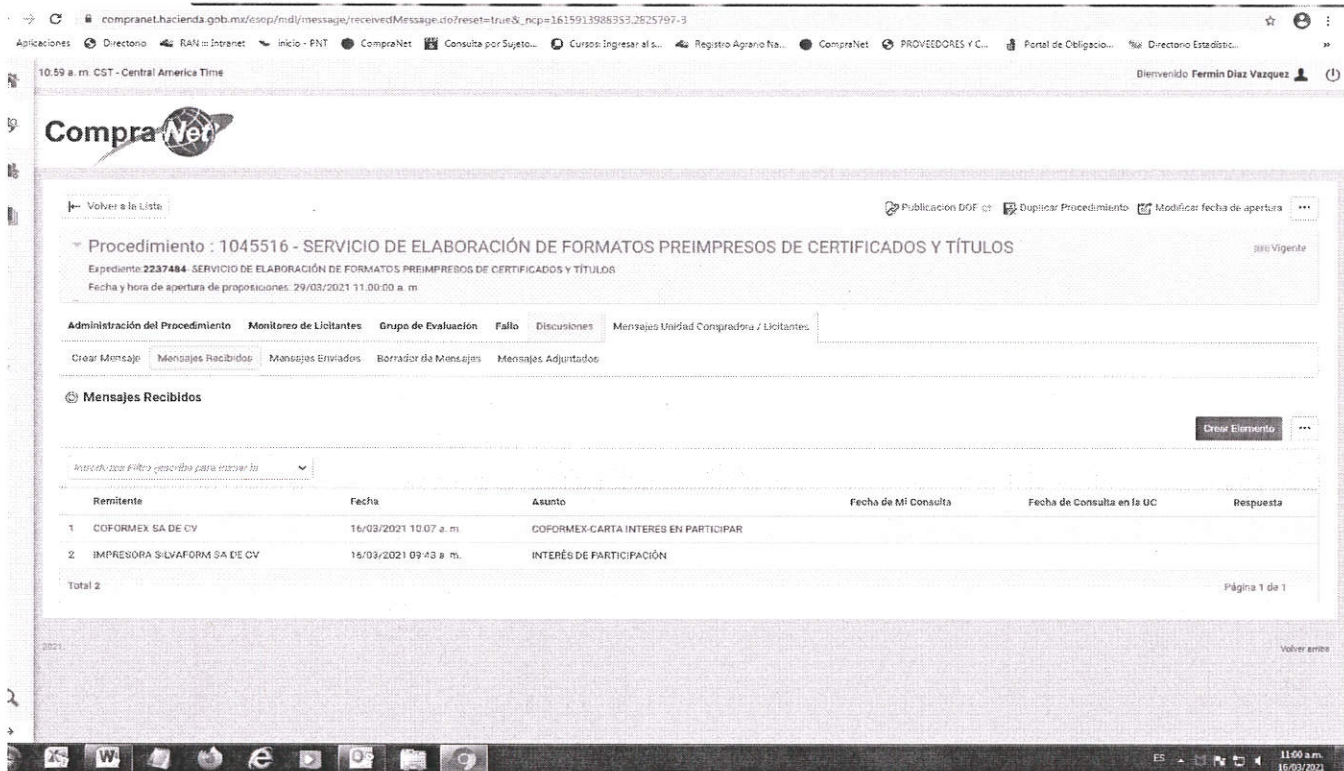 compranet.hacienda.gob.mx/esop/mdl/message/receivedMessage.do?reset=true&_ncp=1615913988353.2825797-3
Aplicaciones Directorio RAN ::: Intranet inicio - PNT CompraNet Consulta por Sujeto... Cursos: Ingresar al s... Registro Agrario Na... CompraNet PROVEEDORES Y C... Portal de Obligacio... Directorio Estadístic... »
10:59 a. m. CST - Central America Time Bienvenido Fermin Diaz Vazquez
CompraNet
Volver a la Lista Publicacion DOF Duplicar Procedimiento Modificar fecha de apertura ...
Procedimiento : 1045516 - SERVICIO DE ELABORACIÓN DE FORMATOS PREIMPRESOS DE CERTIFICADOS Y TÍTULOS Vigente
Expediente:2237484- SERVICIO DE ELABORACIÓN DE FORMATOS PREIMPRESOS DE CERTIFICADOS Y TÍTULOS
Fecha y hora de apertura de proposiciones: 29/03/2021 11:00:00 a. m.
Administración del Procedimiento Monitoreo de Licitantes Grupo de Evaluación Fallo Discusiones Mensajes Unidad Compradora / Licitantes
Crear Mensaje Mensajes Recibidos Mensajes Enviados Borrador de Mensajes Mensajes Adjuntados
Mensajes Recibidos
Crear Elemento ...
Introduzca Filtro (escriba para
Remitente Fecha Asunto Fecha de Mi Consulta Fecha de Consulta en la UC Respuesta
1 COFORMEX SA DE CV 16/03/2021 10:07 a. m. COFORMEX-CARTA INTERES EN PARTICIPAR
2 IMPRESORA SILVAFORM SA DE CV 16/03/2021 09:43 a. m. INTERÉS DE PARTICIPACIÓN
Total 2 Página 1 de 1
2021. Volver arriba
ES 11:00 a.m.
16/03/2021